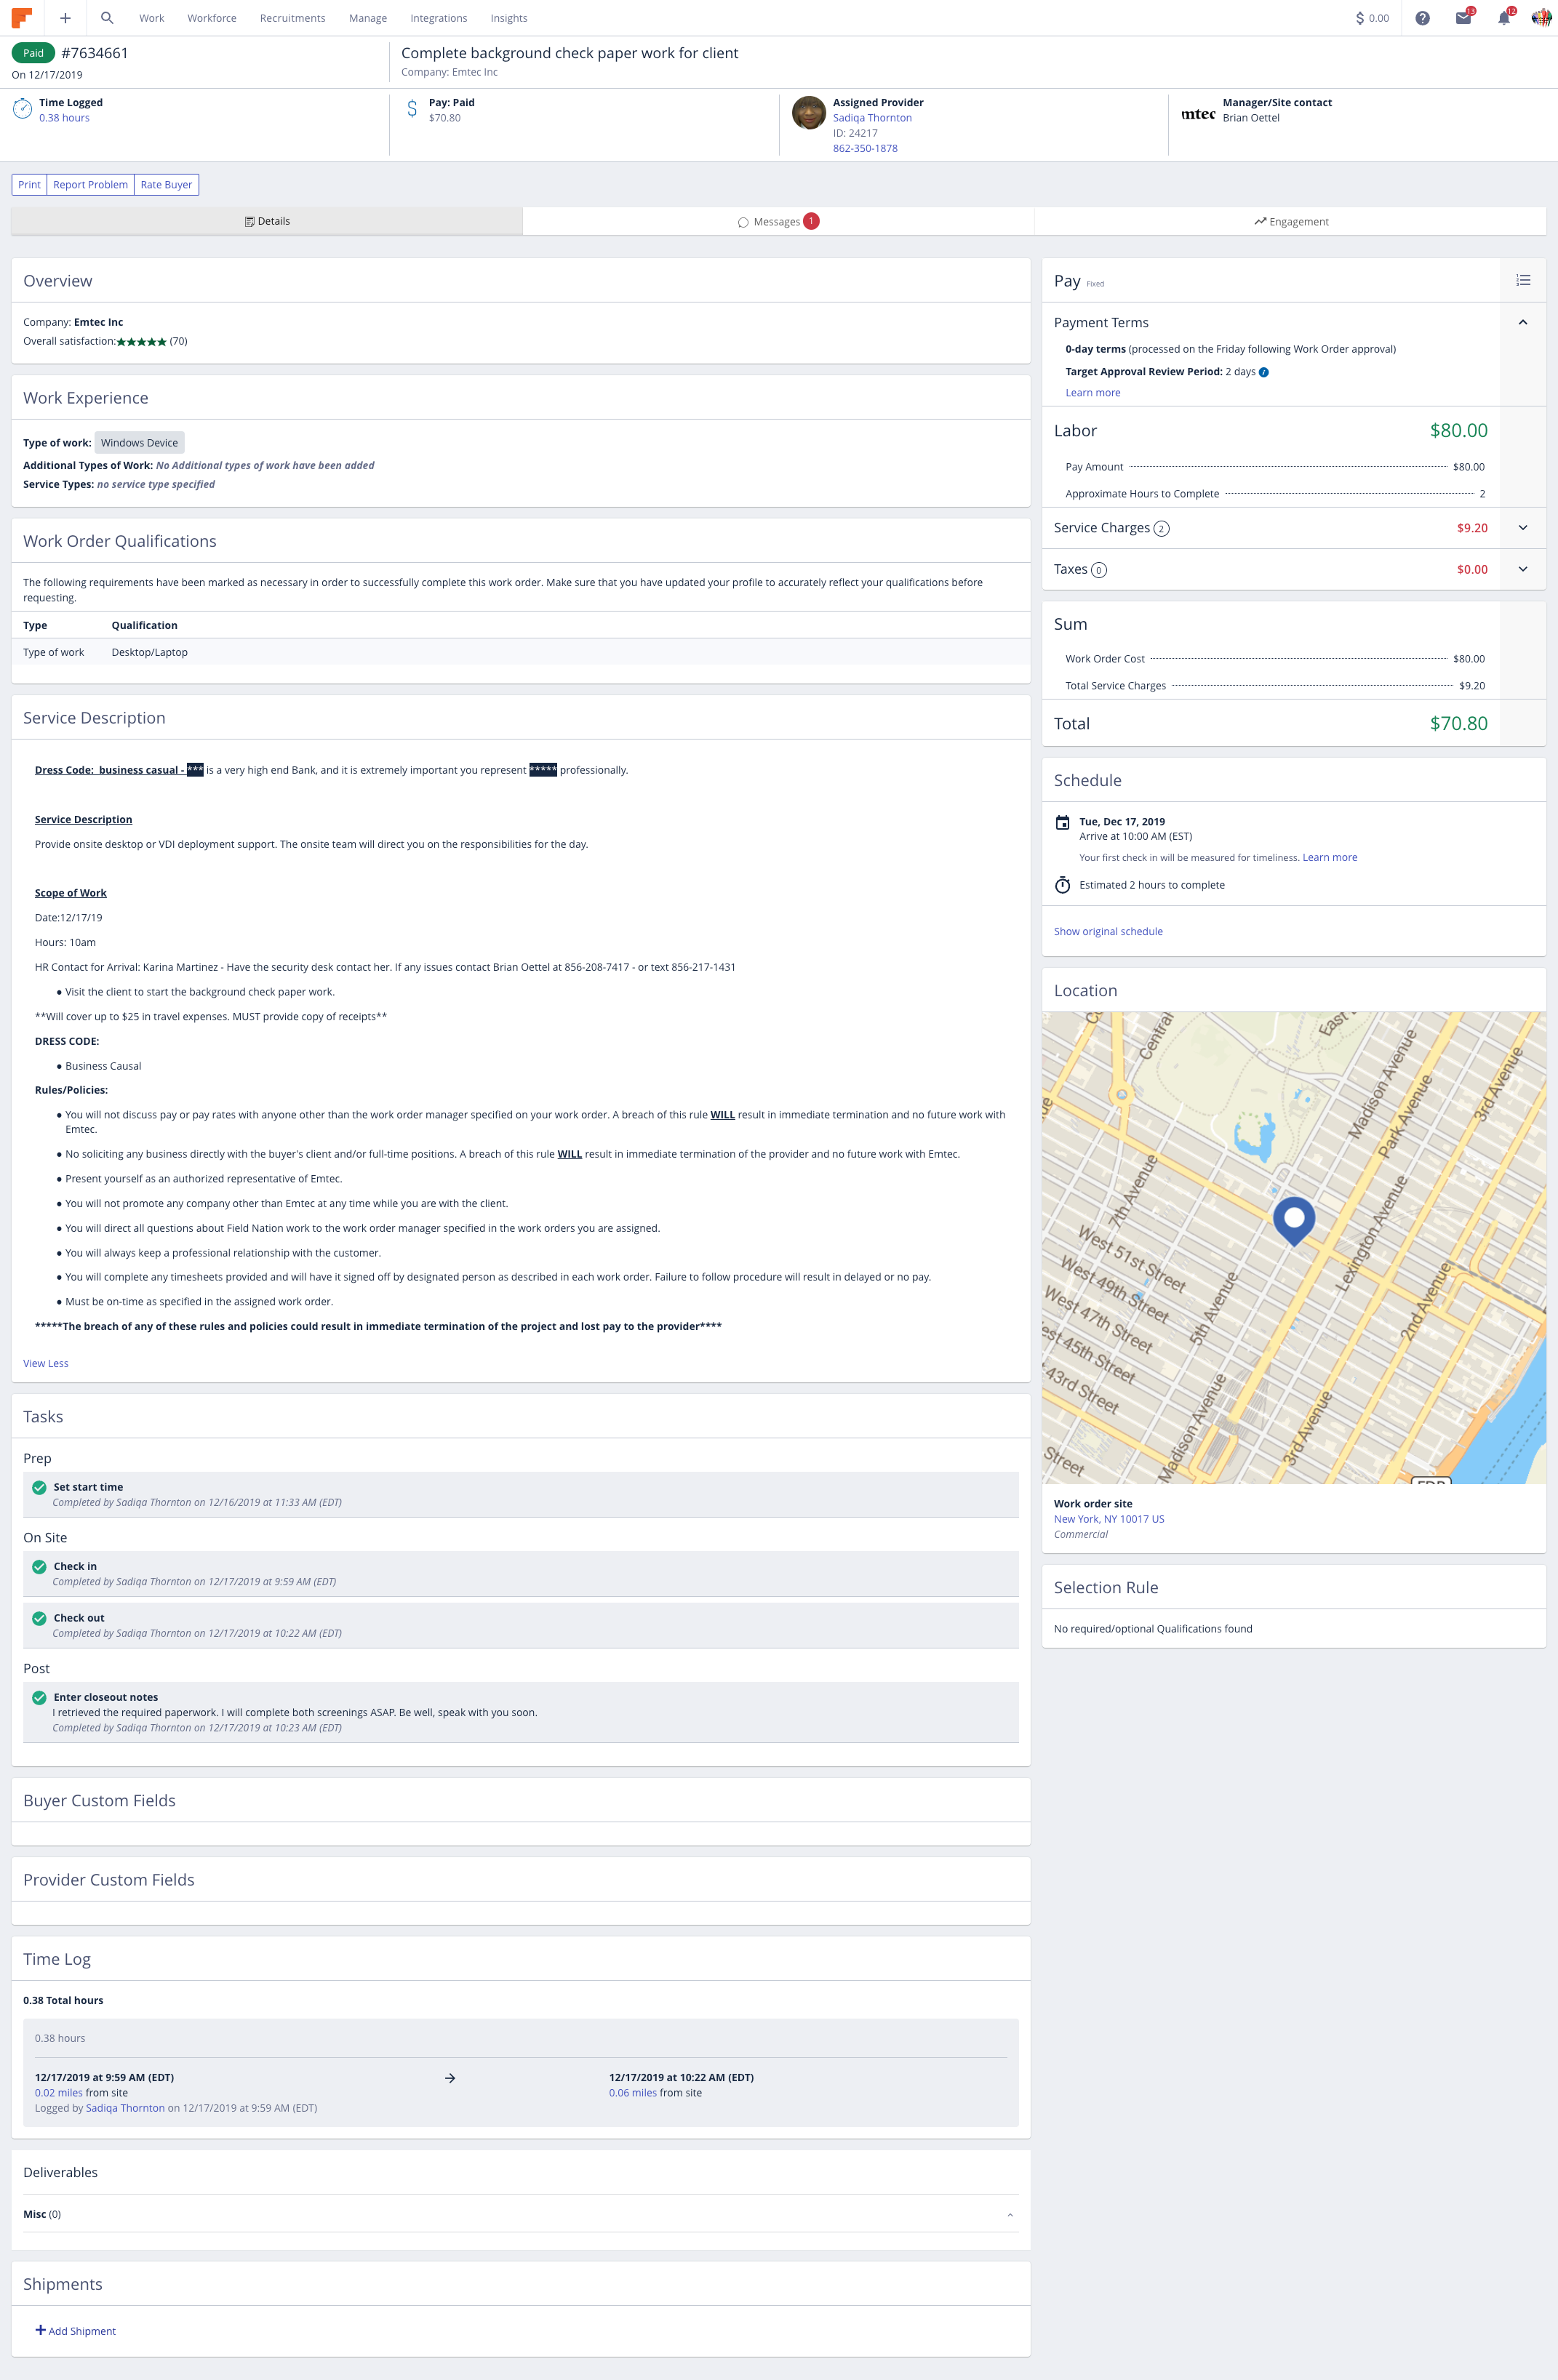 Work Workforce Recruitments Manage Integrations Insights $ 0.00 13 12
Paid #7634661
On 12/17/2019
Complete background check paper work for client
Company: Emtec Inc
Time Logged
0.38 hours
Pay: Paid
$70.80
Assigned Provider
Sadiqa Thornton
ID: 24217
862-350-1878
mtec
Manager/Site contact
Brian Oettel
Print Report Problem Rate Buyer
Details Messages 1 Engagement
Overview
Company: Emtec Inc
Overall satisfaction:★★★★★ (70)
Work Experience
Type of work: Windows Device
Additional Types of Work: No Additional types of work have been added
Service Types: no service type specified
Work Order Qualifications
The following requirements have been marked as necessary in order to successfully complete this work order. Make sure that you have updated your profile to accurately reflect your qualifications before
requesting.
Type Qualification
Type of work Desktop/Laptop
Service Description
Dress Code: business casual - *** is a very high end Bank, and it is extremely important you represent ***** professionally.
Service Description
Provide onsite desktop or VDI deployment support. The onsite team will direct you on the responsibilities for the day.
Scope of Work
Date:12/17/19
Hours: 10am
HR Contact for Arrival: Karina Martinez - Have the security desk contact her. If any issues contact Brian Oettel at 856-208-7417 - or text 856-217-1431
● Visit the client to start the background check paper work.
**Will cover up to $25 in travel expenses. MUST provide copy of receipts**
DRESS CODE:
● Business Causal
Rules/Policies:
● You will not discuss pay or pay rates with anyone other than the work order manager specified on your work order. A breach of this rule WILL result in immediate termination and no future work with
Emtec.
● No soliciting any business directly with the buyer's client and/or full-time positions. A breach of this rule WILL result in immediate termination of the provider and no future work with Emtec.
● Present yourself as an authorized representative of Emtec.
● You will not promote any company other than Emtec at any time while you are with the client.
● You will direct all questions about Field Nation work to the work order manager specified in the work orders you are assigned.
● You will always keep a professional relationship with the customer.
● You will complete any timesheets provided and will have it signed off by designated person as described in each work order. Failure to follow procedure will result in delayed or no pay.
● Must be on-time as specified in the assigned work order.
*****The breach of any of these rules and policies could result in immediate termination of the project and lost pay to the provider****
View Less
Tasks
Prep
Set start time
Completed by Sadiqa Thornton on 12/16/2019 at 11:33 AM (EDT)
On Site
Check in
Completed by Sadiqa Thornton on 12/17/2019 at 9:59 AM (EDT)
Check out
Completed by Sadiqa Thornton on 12/17/2019 at 10:22 AM (EDT)
Post
Enter closeout notes
I retrieved the required paperwork. I will complete both screenings ASAP. Be well, speak with you soon.
Completed by Sadiqa Thornton on 12/17/2019 at 10:23 AM (EDT)
Buyer Custom Fields
Provider Custom Fields
Time Log
0.38 Total hours
0.38 hours
12/17/2019 at 9:59 AM (EDT) → 12/17/2019 at 10:22 AM (EDT)
0.02 miles from site 0.06 miles from site
Logged by Sadiqa Thornton on 12/17/2019 at 9:59 AM (EDT)
Deliverables
Misc (0)
Shipments
+ Add Shipment
Pay Fixed
Payment Terms
0-day terms (processed on the Friday following Work Order approval)
Target Approval Review Period: 2 days
Learn more
Labor $80.00
Pay Amount $80.00
Approximate Hours to Complete 2
Service Charges 2 $9.20
Taxes 0 $0.00
Sum
Work Order Cost $80.00
Total Service Charges $9.20
Total $70.80
Schedule
Tue, Dec 17, 2019
Arrive at 10:00 AM (EST)
Your first check in will be measured for timeliness. Learn more
Estimated 2 hours to complete
Show original schedule
Location
Central
East
Madison Avenue
Park Avenue
3rd Avenue
7th Avenue
West 51st Street
West 49th Street
West 47th Street
est 45th Street
43rd Street
Street
5th Avenue
Lexington Avenue
2nd Avenue
Madison Avenue
3rd Avenue
FDR
Work order site
New York, NY 10017 US
Commercial
Selection Rule
No required/optional Qualifications found